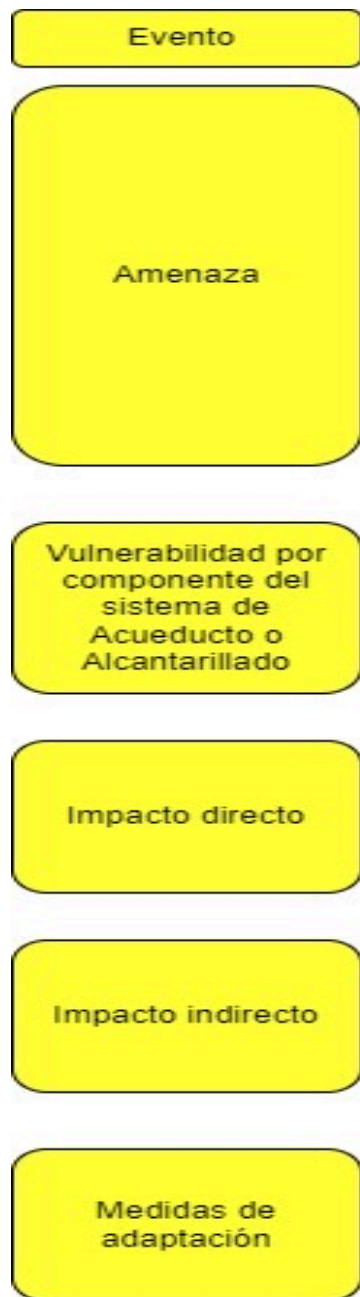 Evento
Amenaza
Vulnerabilidad por
componente del
sistema de
Acueducto o
Alcantarillado
Impacto directo
Impacto indirecto
Medidas de
adaptación